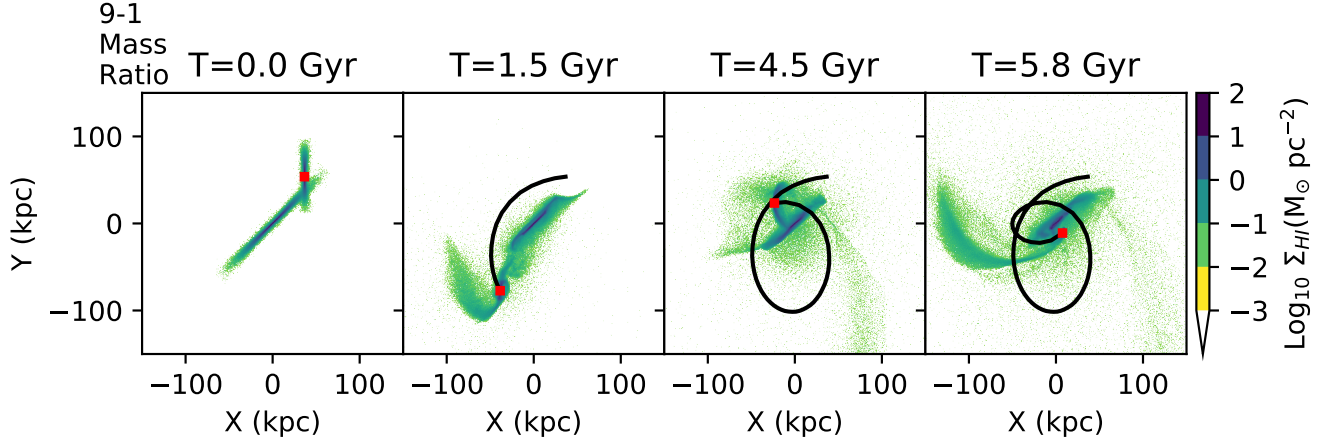 9-1
Mass
Ratio
T=0.0 Gyr
T=1.5 Gyr
T=4.5 Gyr
T=5.8 Gyr
Y (kpc)
100
0
−100
−100 0 100
−100 0 100
−100 0 100
−100 0 100
X (kpc)
X (kpc)
X (kpc)
X (kpc)
2
1
0
−1
−2
−3
Log₁₀ Σ_HI(M⊙ pc⁻²)